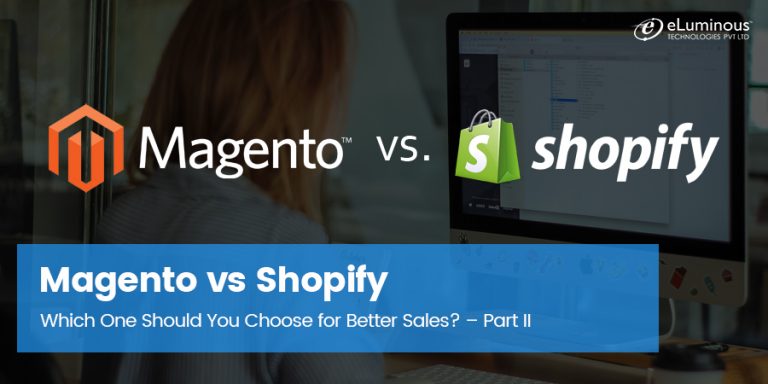 eLuminous™
TECHNOLOGIES PVT LTD
Magento™ vs. shopify
Magento vs Shopify
Which One Should You Choose for Better Sales? – Part II